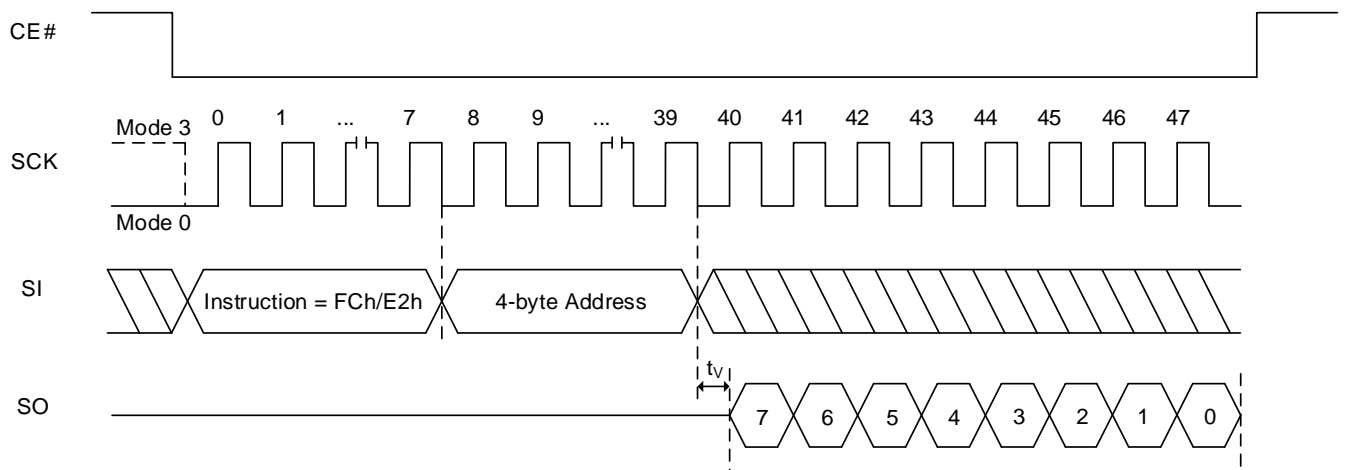 CE#
Mode 3 0 1 ... 7 8 9 ... 39 40 41 42 43 44 45 46 47
SCK
Mode 0
SI Instruction = FCh/E2h 4-byte Address
tV
SO 7 6 5 4 3 2 1 0